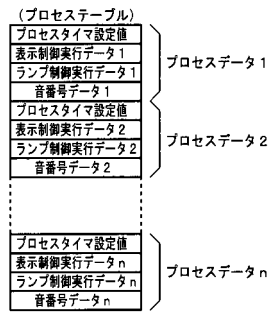 (プロセステーブル)
プロセスタイマ設定値
表示制御実行データ1
ランプ制御実行データ1
音番号データ1
プロセスデータ1
プロセスタイマ設定値
表示制御実行データ2
ランプ制御実行データ2
音番号データ2
プロセスデータ2
プロセスタイマ設定値
表示制御実行データn
ランプ制御実行データn
音番号データn
プロセスデータn